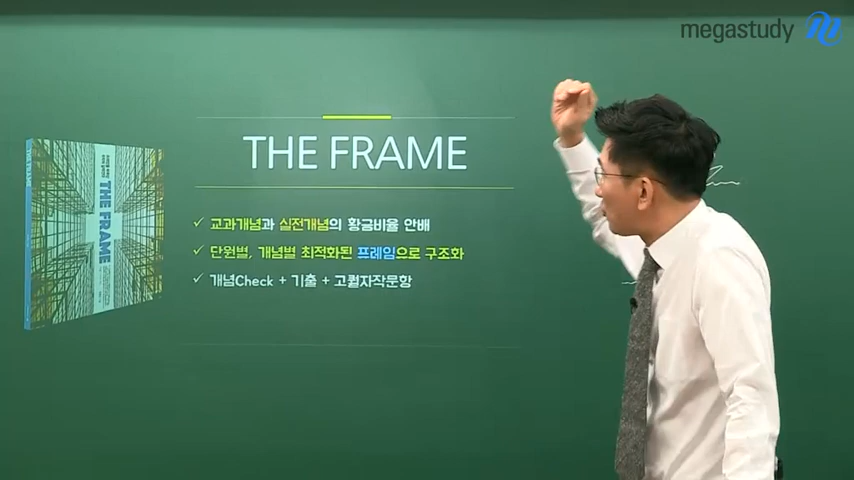 megastudy
THE FRAME
THE FRAME
THE FRAME
✓ 교과개념과 실전개념의 황금비율 안배
✓ 단원별, 개념별 최적화된 프레임으로 구조화
✓ 개념Check + 기출 + 고퀄자작문항